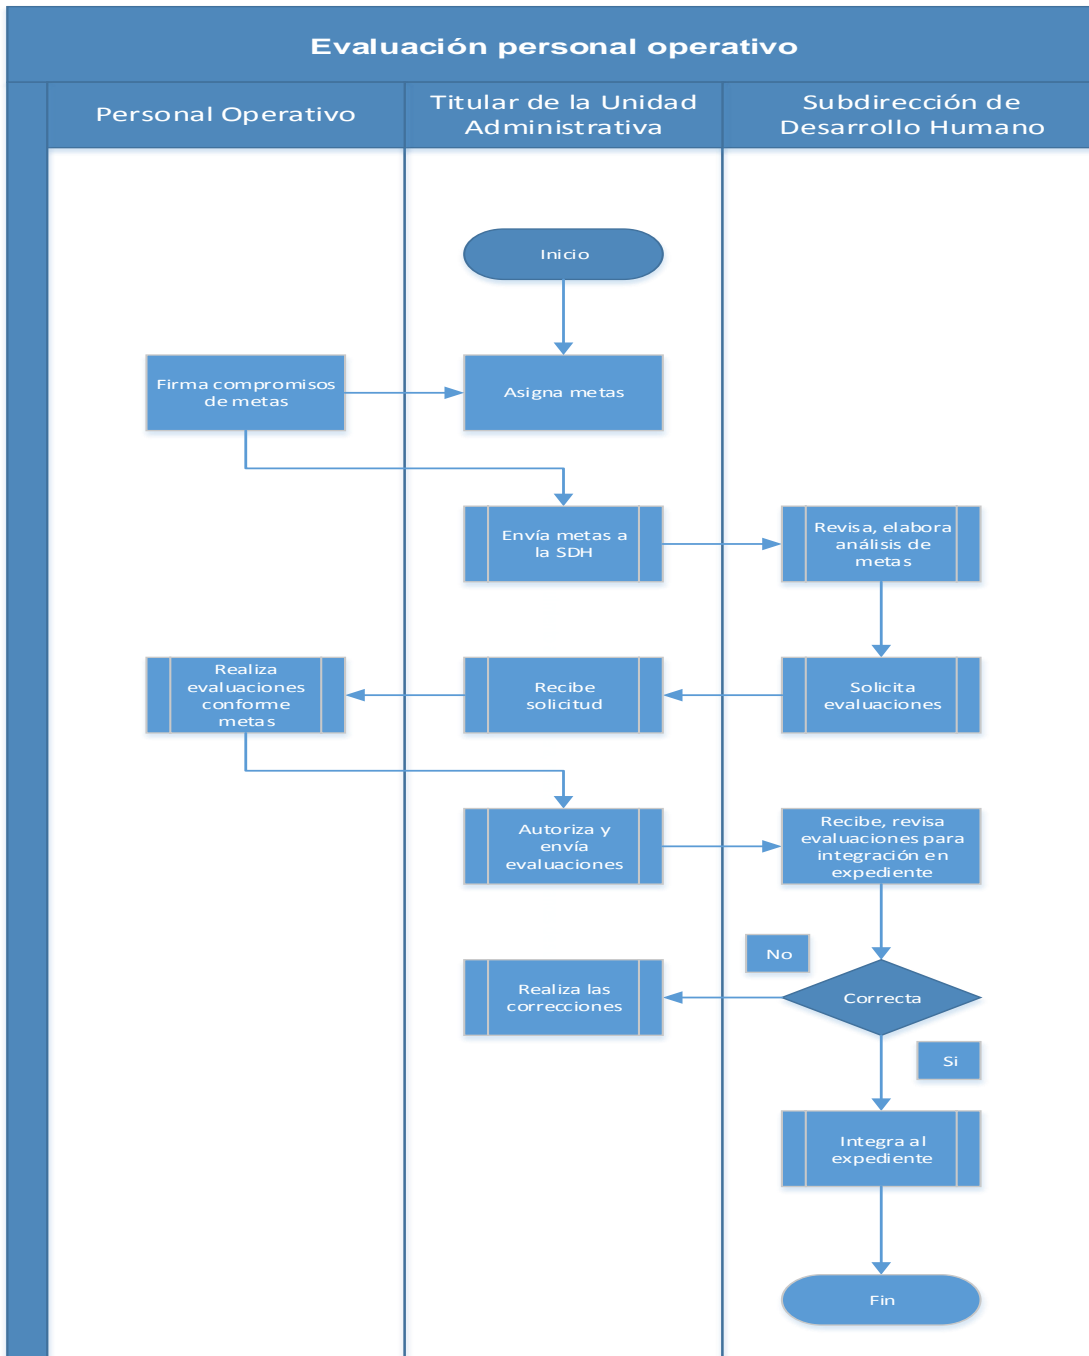 Evaluación personal operativo
Personal Operativo
Titular de la Unidad
Administrativa
Subdirección de
Desarrollo Humano
Inicio
Firma compromisos
de metas
Asigna metas
Envía metas a
la SDH
Revisa, elabora
análisis de
metas
Realiza
evaluaciones
conforme
metas
Recibe
solicitud
Solicita
evaluaciones
Autoriza y
envía
evaluaciones
Recibe, revisa
evaluaciones para
integración en
expediente
No
Realiza las
correcciones
Correcta
Si
Integra al
expediente
Fin